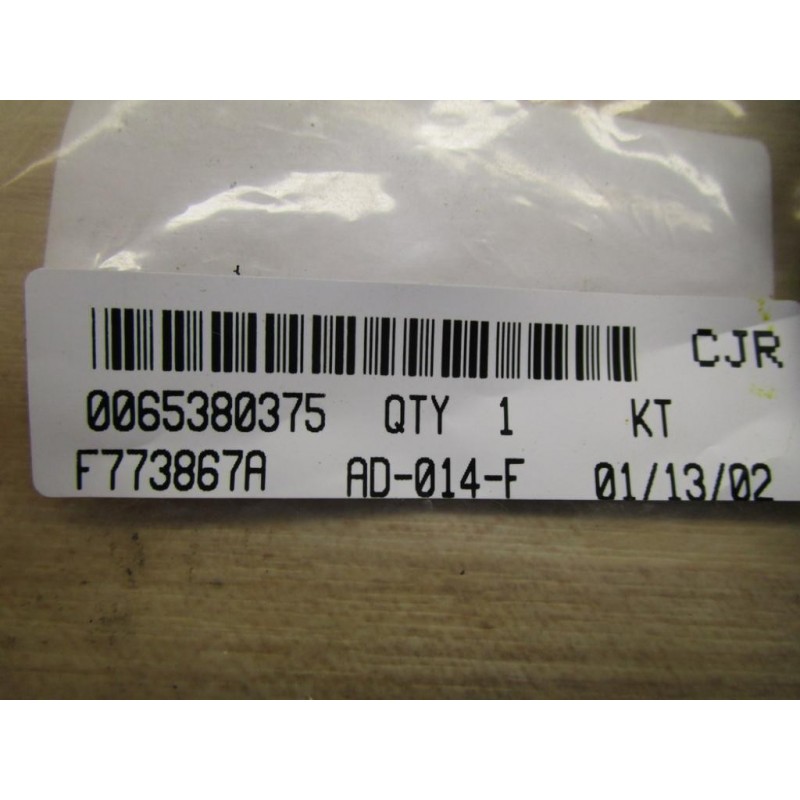 CJR
0065380375 QTY 1 KT
F773867A AD-014-F 01/13/02